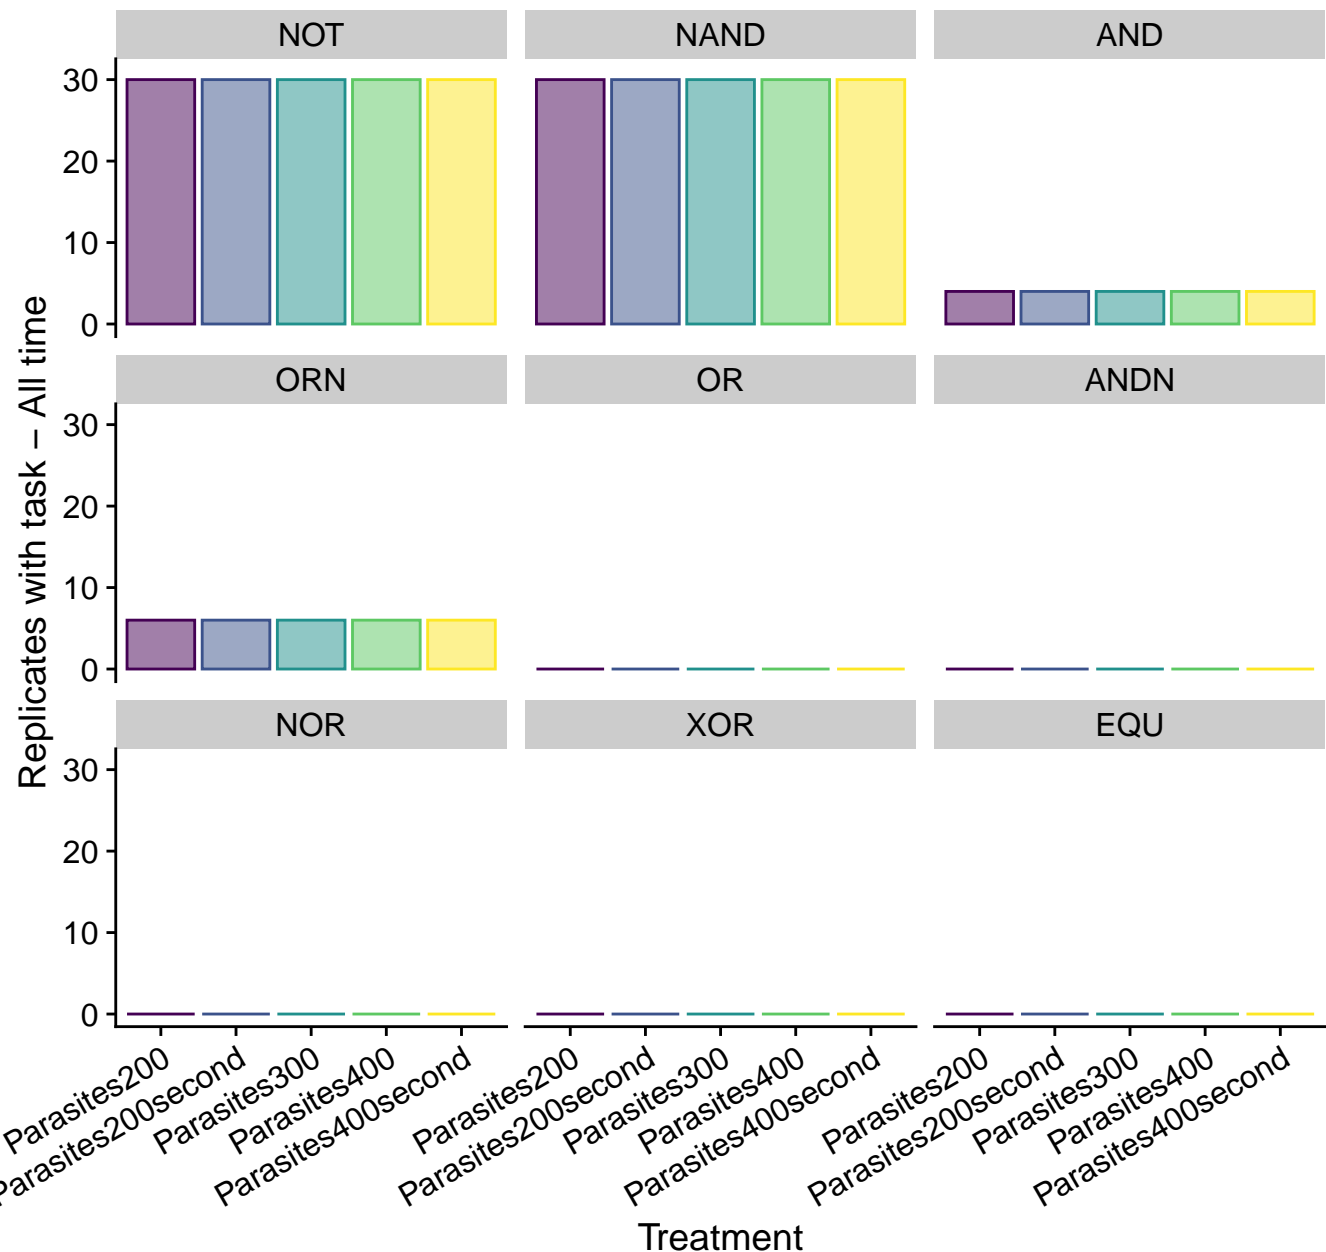 NOT NAND AND
30
20
10
0
ORN OR ANDN
30
20
10
0
NOR XOR EQU
30
20
10
0
Parasites200 Parasites200second Parasites300 Parasites400 Parasites400second
Parasites200 Parasites200second Parasites300 Parasites400 Parasites400second
Parasites200 Parasites200second Parasites300 Parasites400 Parasites400second
Treatment
Replicates with task – All time